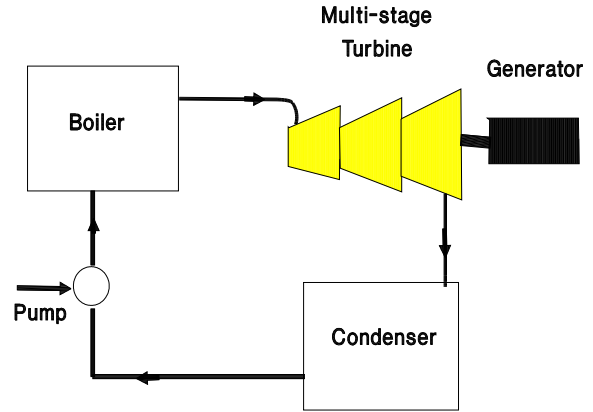 Multi-stage
Turbine
Generator
Boiler
Pump
Condenser